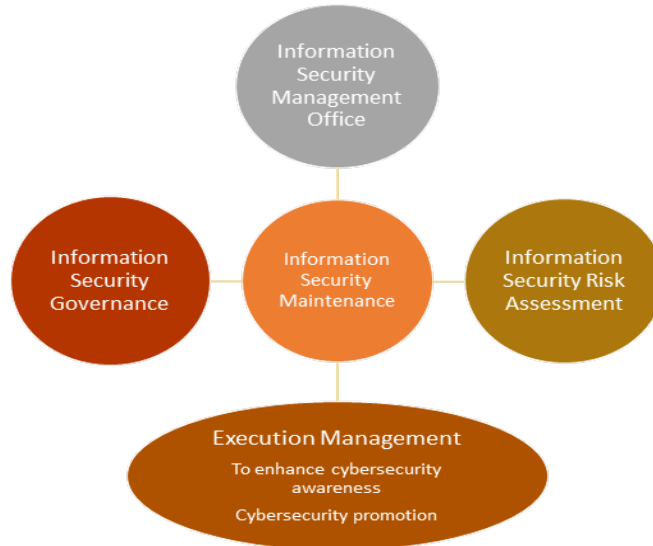 Information
Security
Management
Office
Information
Security
Governance
Information
Security
Maintenance
Information
Security Risk
Assessment
Execution Management
To enhance cybersecurity
awareness
Cybersecurity promotion